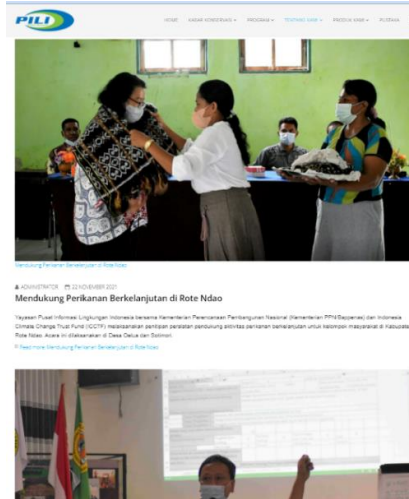 PILI
HOME KABAR KONSERVASI PROGRAM TENTANG KAMI PRODUK KAMI PILIPEDIA
Mendukung Perikanan Berkelanjutan di Rote Ndao
ADMINISTRATOR 22 NOVEMBER 2021
Mendukung Perikanan Berkelanjutan di Rote Ndao
Yayasan Pusat Informasi Lingkungan Indonesia bersama Kementerian Perencanaan Pembangunan Nasional (Kementerian PPN/Bappenas) dan Indonesia
Climate Change Trust Fund (ICCTF) melaksanakan penitipan peralatan pendukung aktivitas perikanan berkelanjutan untuk kelompok masyarakat di Kabupaten
Rote Ndao. Acara ini dilaksanakan di Desa Oelua dan Sotimori.
Read more: Mendukung Perikanan Berkelanjutan di Rote Ndao